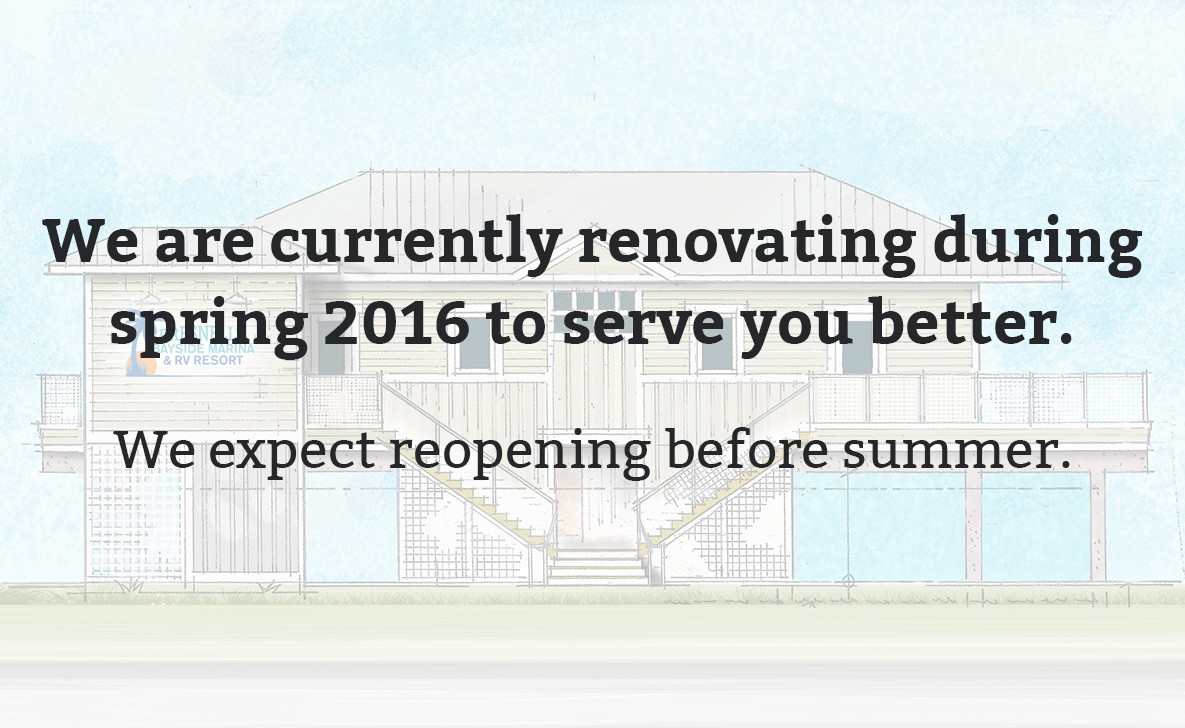 We are currently renovating during
spring 2016 to serve you better.
BAYSIDE MARINA
& RV RESORT
We expect reopening before summer.